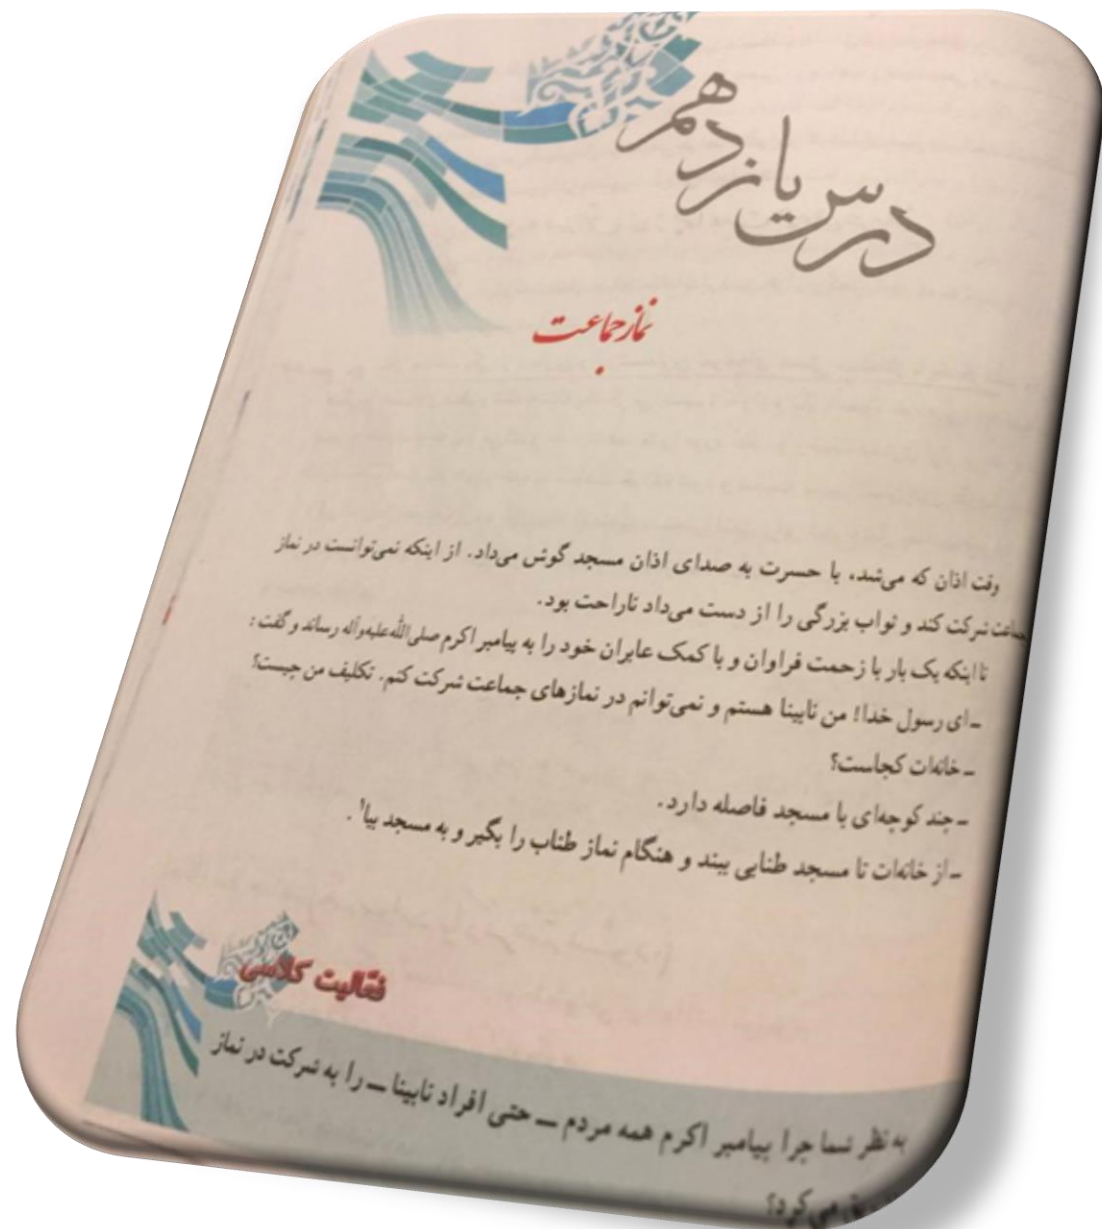 درس یازدهم
نماز جماعت
وقت اذان که می‌شد، با حسرت به صدای اذان مسجد گوش می‌داد. از اینکه نمی‌توانست در نماز
جماعت شرکت کند و ثواب بزرگی را از دست می‌داد ناراحت بود.
تا اینکه یک بار با زحمت فراوان و با کمک عابران خود را به پیامبر اکرم صلی‌الله‌علیه‌وآله رساند و گفت :
ـ ای رسول خدا! من نابینا هستم و نمی‌توانم در نمازهای جماعت شرکت کنم. تکلیف من چیست؟
ـ خانه‌ات کجاست؟
ـ چند کوچه‌ای با مسجد فاصله دارد.
ـ از خانه‌ات تا مسجد طنابی ببند و هنگام نماز طناب را بگیر و به مسجد بیا۱.
فعّالیت کلاسی
به نظر شما چرا پیامبر اکرم همه مردم ــ حتی افراد نابینا ــ را به شرکت در نماز
می‌کرد؟